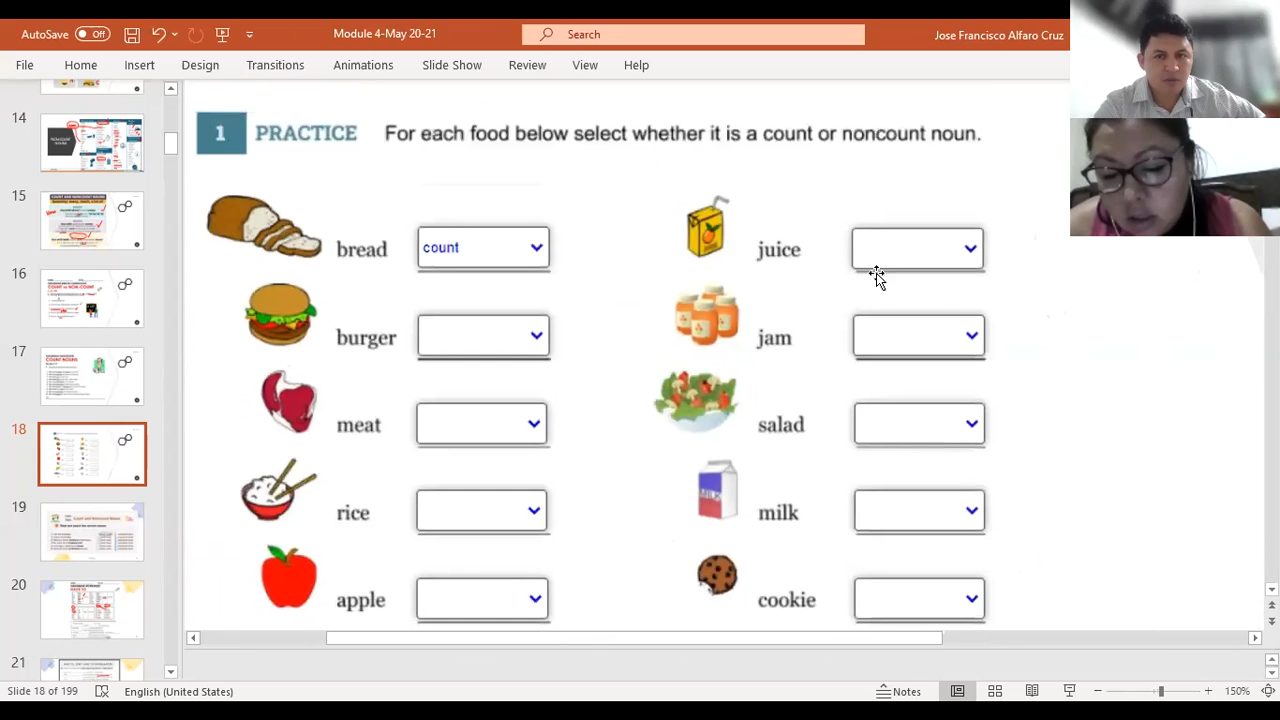 AutoSave Off Module 4-May 20-21 Search Jose Francisco Alfaro Cruz
File Home Insert Design Transitions Animations Slide Show Review View Help
14
15
16
17
18
19
20
21
1 PRACTICE For each food below select whether it is a count or noncount noun.
bread count juice
burger jam
meat salad
rice MILK milk
apple cookie
Slide 18 of 199 English (United States) Notes 150%